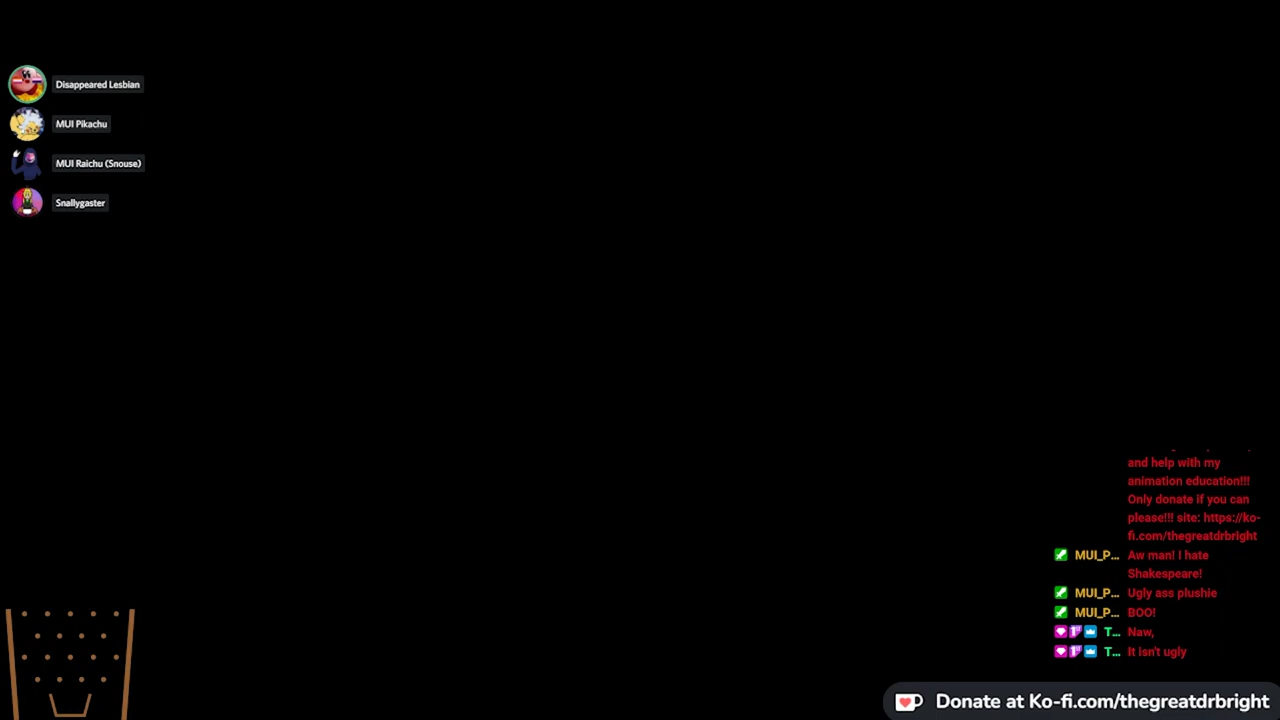 Disappeared Lesbian
MUI Pikachu
MUI Raichu (Snouse)
Snallygaster
and help with my
animation education!!!
Only donate if you can
please!!! site: https://ko-
fi.com/thegreatdrbright
MUI_P... Aw man! I hate
Shakespeare!
MUI_P... Ugly ass plushie
MUI_P... BOO!
T... Naw,
T... It isn't ugly
Donate at Ko-fi.com/thegreatdrbright